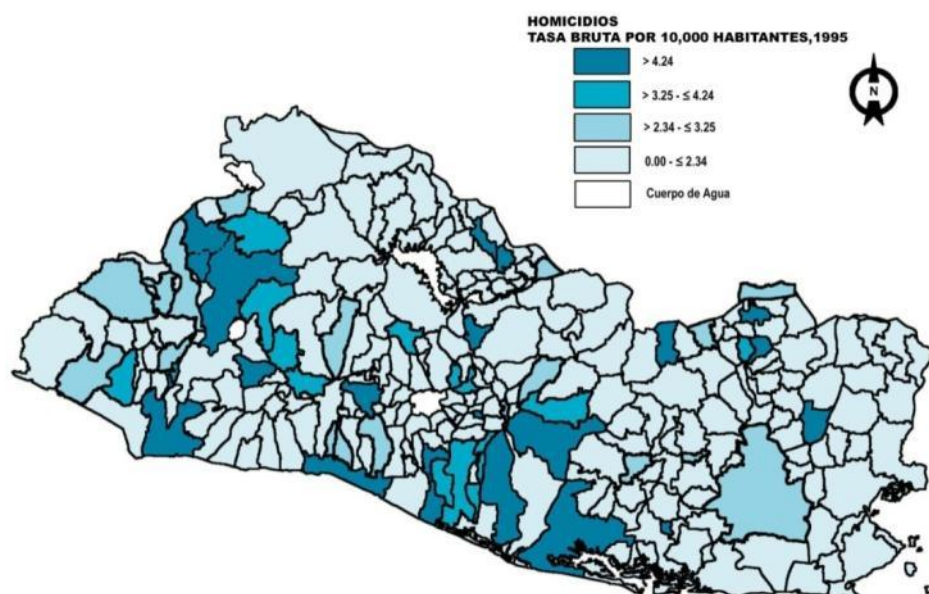 HOMICIDIOS
TASA BRUTA POR 10,000 HABITANTES,1995
> 4.24
> 3.25 - ≤ 4.24
> 2.34 - ≤ 3.25
0.00 - ≤ 2.34
Cuerpo de Agua
N